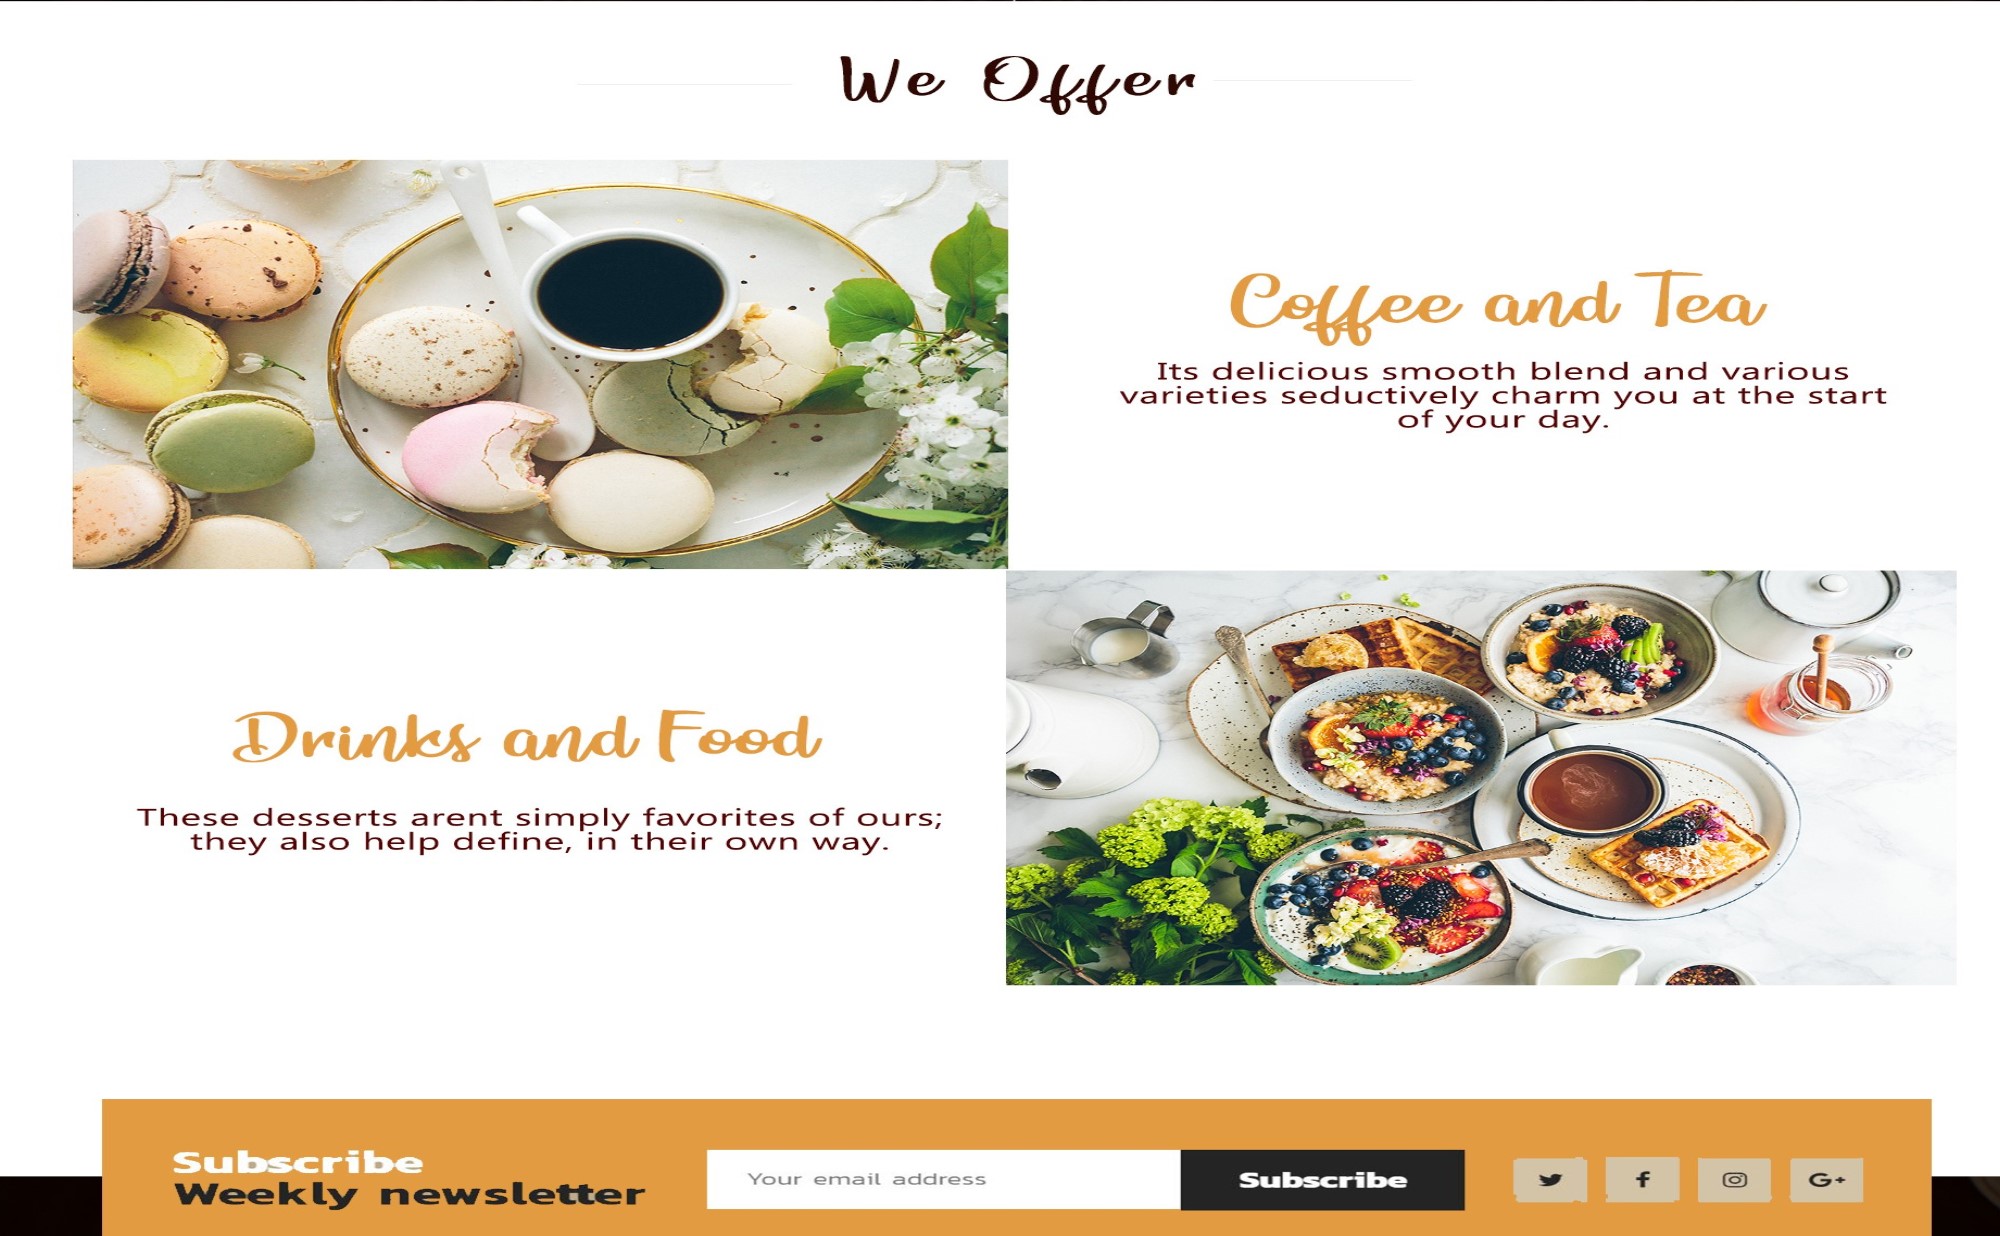 We Offer
Coffee and Tea
Its delicious smooth blend and various
varieties seductively charm you at the start
of your day.
Drinks and Food
These desserts arent simply favorites of ours;
they also help define, in their own way.
Subscribe
Weekly newsletter
Your email address
Subscribe
G+